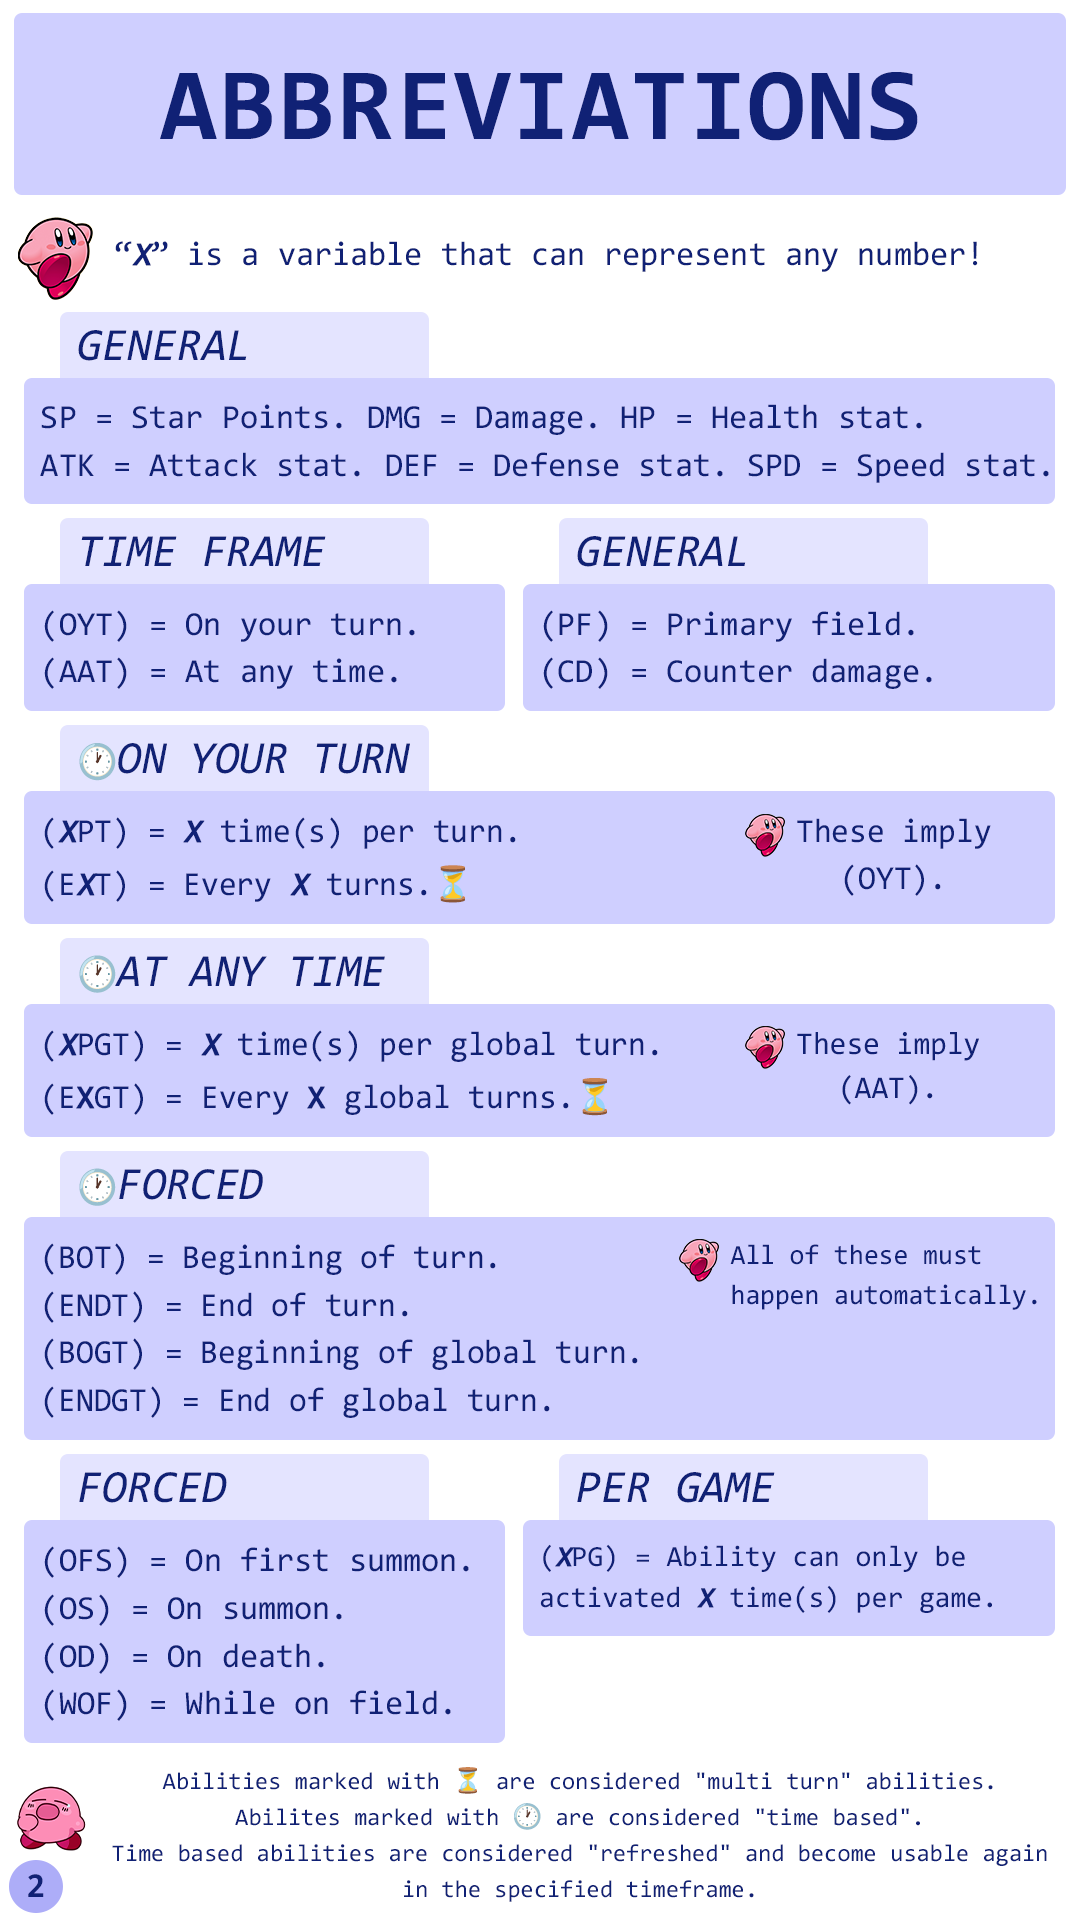 ABBREVIATIONS
“X” is a variable that can represent any number!
GENERAL
SP = Star Points. DMG = Damage. HP = Health stat.
ATK = Attack stat. DEF = Defense stat. SPD = Speed stat.
TIME FRAME
(OYT) = On your turn.
(AAT) = At any time.
GENERAL
(PF) = Primary field.
(CD) = Counter damage.
🕐ON YOUR TURN
(XPT) = X time(s) per turn.
(EXT) = Every X turns.⏳
These imply
(OYT).
🕐AT ANY TIME
(XPGT) = X time(s) per global turn.
(EXGT) = Every X global turns.⏳
These imply
(AAT).
🕐FORCED
(BOT) = Beginning of turn.
(ENDT) = End of turn.
(BOGT) = Beginning of global turn.
(ENDGT) = End of global turn.
All of these must
happen automatically.
FORCED
(OFS) = On first summon.
(OS) = On summon.
(OD) = On death.
(WOF) = While on field.
PER GAME
(XPG) = Ability can only be
activated X time(s) per game.
Abilities marked with ⏳ are considered "multi turn" abilities.
Abilites marked with 🕐 are considered "time based".
Time based abilities are considered "refreshed" and become usable again
in the specified timeframe.
2